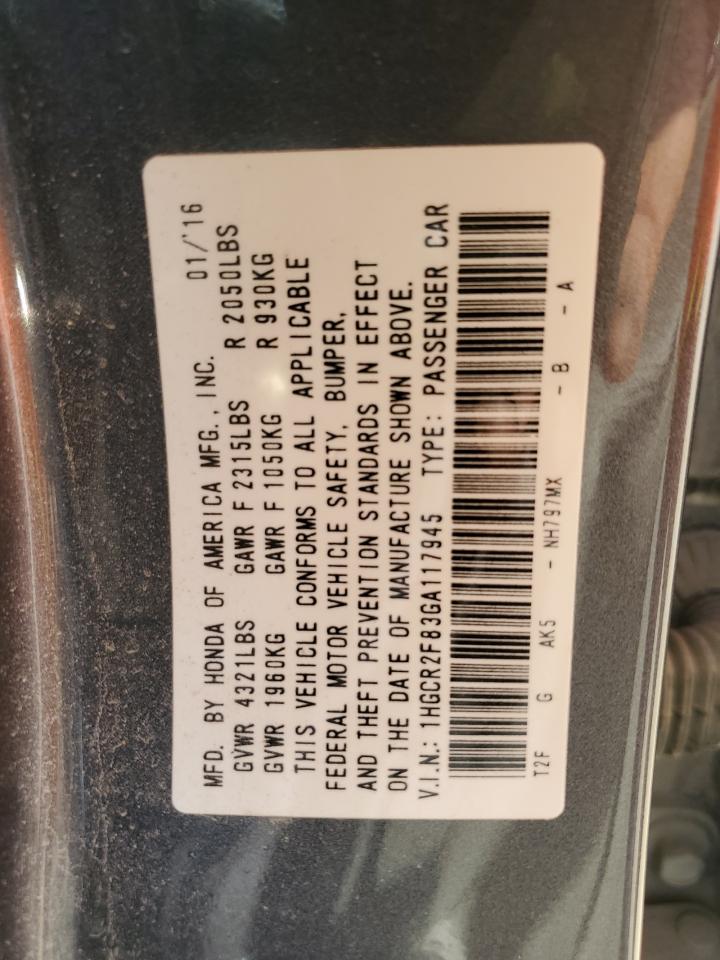 MFD. BY HONDA OF AMERICA MFG., INC. 01/'16
GVWR 4321LBS GAWR F 2315LBS R 2050LBS
GVWR 1960KG GAWR F 1050KG R 930KG
THIS VEHICLE CONFORMS TO ALL APPLICABLE
FEDERAL MOTOR VEHICLE SAFETY, BUMPER,
AND THEFT PREVENTION STANDARDS IN EFFECT
ON THE DATE OF MANUFACTURE SHOWN ABOVE.
V.I.N.: 1HGCR2F83GA117945 TYPE: PASSENGER CAR
T2F G AK5 - NH797MX - B - A